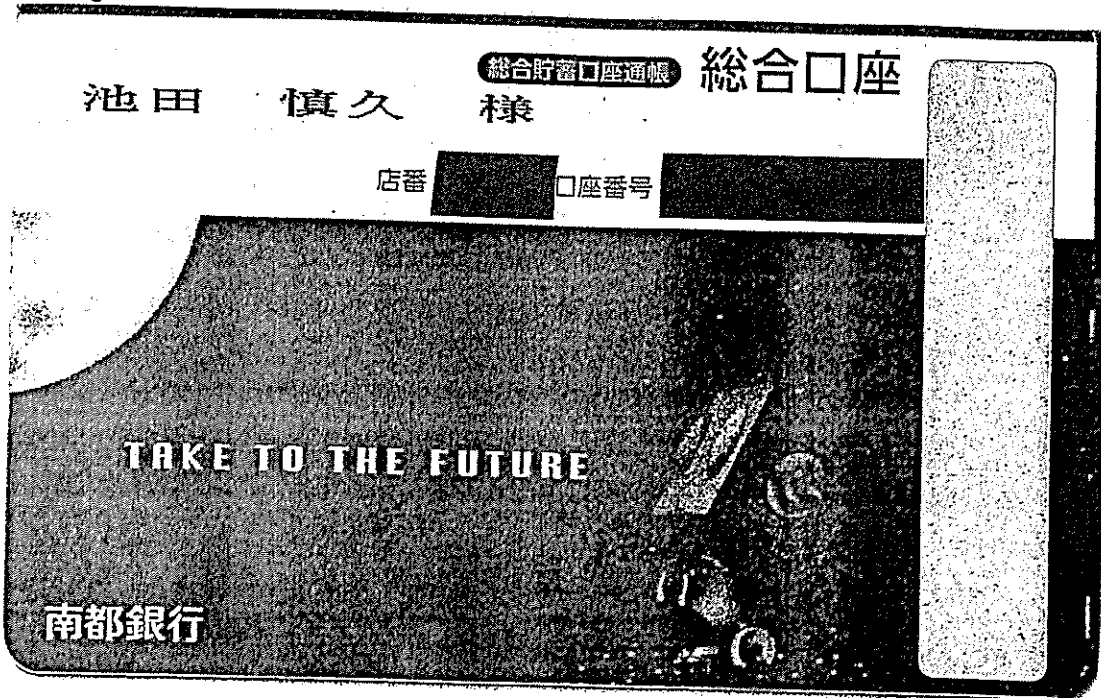 総合貯蓄口座通帳 総合口座
池田 慎久 様
店番 口座番号
TAKE TO THE FUTURE
南都銀行